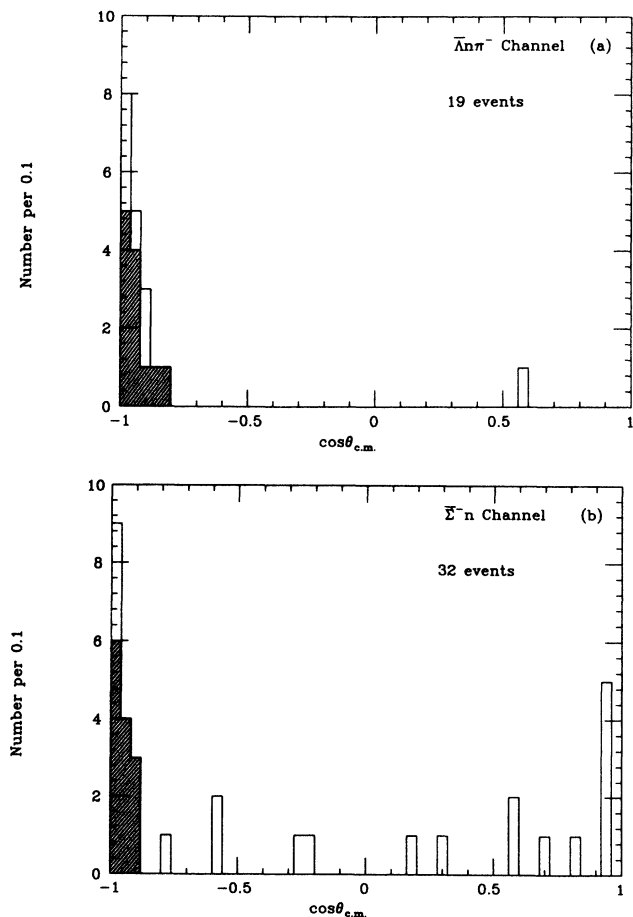 Λ̄nπ⁻ Channel (a)
19 events
Number per 0.1
10
8
6
4
2
0
-1
-0.5
0
0.5
1
cosθc.m.
Σ̄⁻n Channel (b)
32 events
Number per 0.1
10
8
6
4
2
0
-1
-0.5
0
0.5
1
cosθc.m.